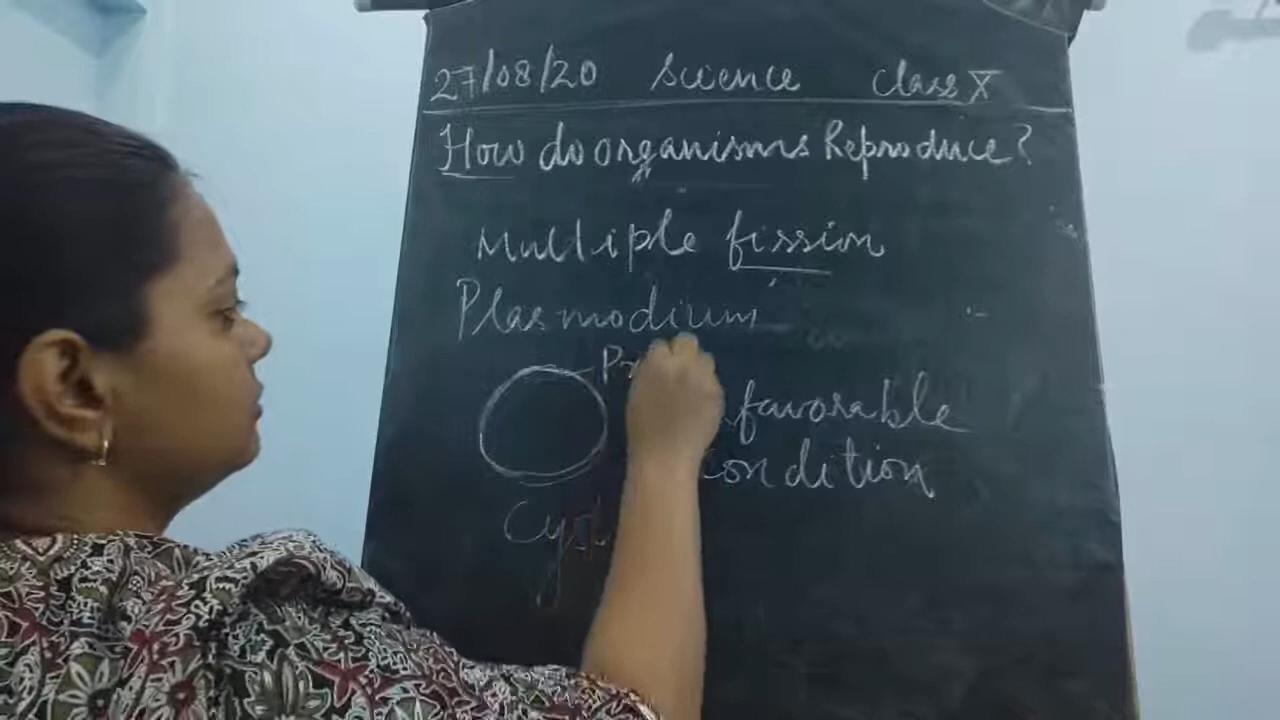 27/08/20 Science Class X
How do organisms Reproduce?
Multiple fission
Plasmodium
favorable
condition